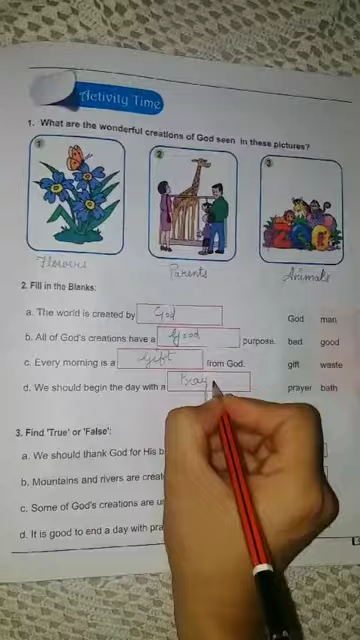 Activity Time
1. What are the wonderful creations of God seen in these pictures?
1 2 3
ZOO
Flowers Parents Animals
2. Fill in the Blanks:
a. The world is created by God God man
b. All of God's creations have a good purpose. bad good
c. Every morning is a gift from God. gift waste
d. We should begin the day with a Pray prayer bath
3. Find 'True' or 'False':
a. We should thank God for His b
b. Mountains and rivers are creat
c. Some of God's creations are u
d. It is good to end a day with pra